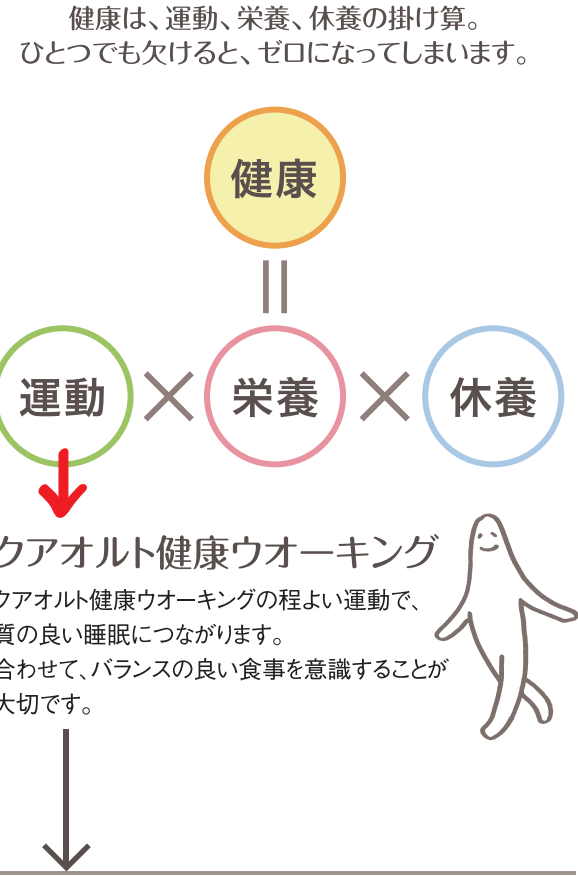 健康は、運動、栄養、休養の掛け算。
ひとつでも欠けると、ゼロになってしまいます。
健康
||
運動 × 栄養 × 休養
クアオルト健康ウオーキング
クアオルト健康ウオーキングの程よい運動で、
質の良い睡眠につながります。
合わせて、バランスの良い食事を意識することが
大切です。